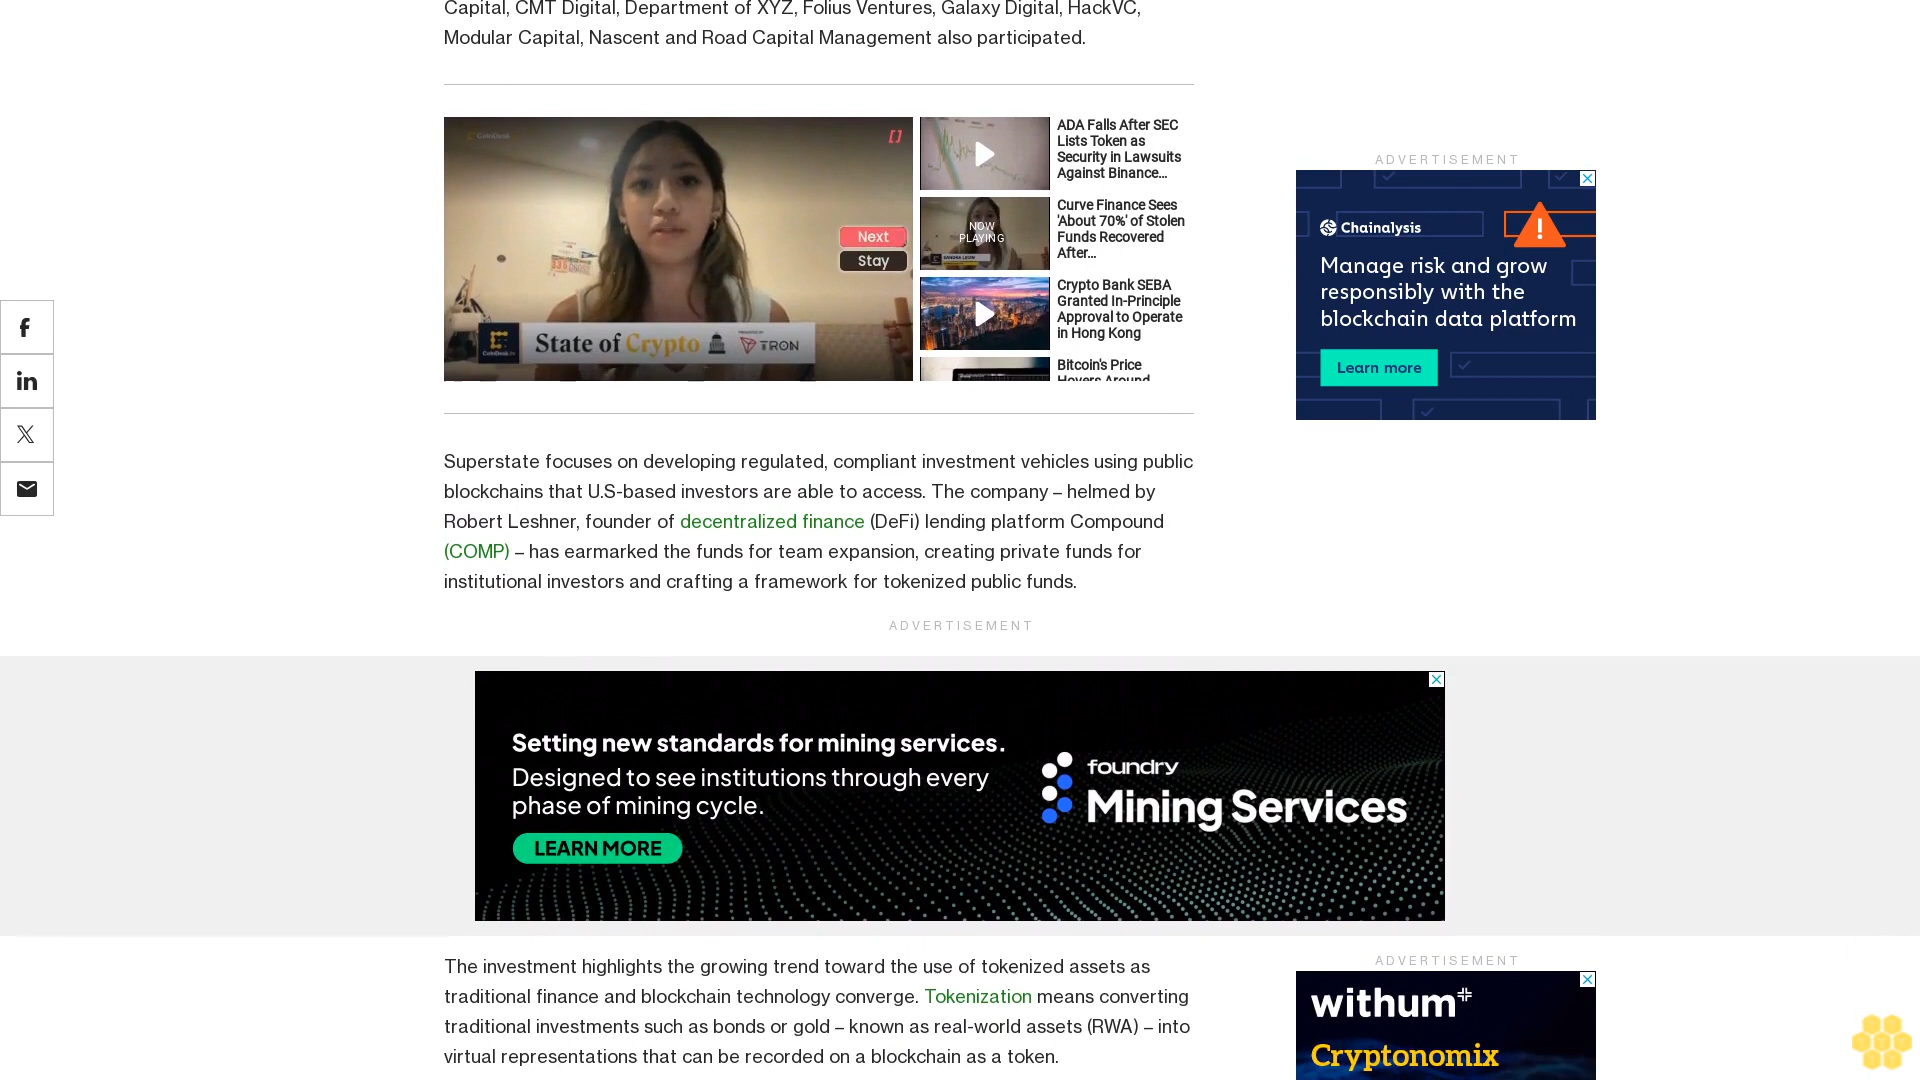 Capital, CMT Digital, Department of XYZ, Folius Ventures, Galaxy Digital, HackVC,
Modular Capital, Nascent and Road Capital Management also participated.
CoinDesk
Next
Stay
CoinDesk
State of Crypto
PRESENTED BY
TRON
ADA Falls After SEC
Lists Token as
Security in Lawsuits
Against Binance...
NOW
PLAYING
Curve Finance Sees
'About 70%' of Stolen
Funds Recovered
After...
Crypto Bank SEBA
Granted In-Principle
Approval to Operate
in Hong Kong
Bitcoin's Price
Hovers Around
ADVERTISEMENT
Chainalysis
Manage risk and grow
responsibly with the
blockchain data platform
Learn more
Superstate focuses on developing regulated, compliant investment vehicles using public
blockchains that U.S-based investors are able to access. The company – helmed by
Robert Leshner, founder of decentralized finance (DeFi) lending platform Compound
(COMP) – has earmarked the funds for team expansion, creating private funds for
institutional investors and crafting a framework for tokenized public funds.
ADVERTISEMENT
Setting new standards for mining services.
Designed to see institutions through every
phase of mining cycle.
LEARN MORE
foundry
Mining Services
The investment highlights the growing trend toward the use of tokenized assets as
traditional finance and blockchain technology converge. Tokenization means converting
traditional investments such as bonds or gold – known as real-world assets (RWA) – into
virtual representations that can be recorded on a blockchain as a token.
ADVERTISEMENT
withum
Cryptonomix